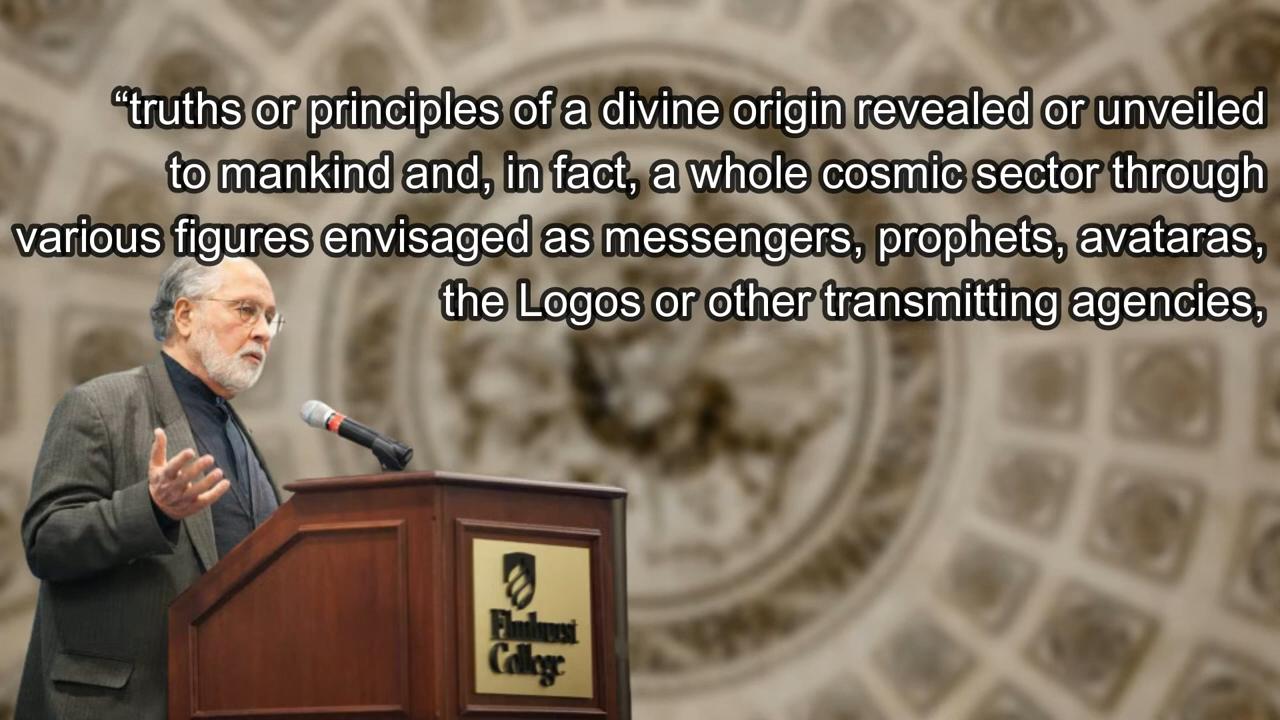 “truths or principles of a divine origin revealed or unveiled
to mankind and, in fact, a whole cosmic sector through
various figures envisaged as messengers, prophets, avataras,
the Logos or other transmitting agencies,
Elmhurst
College